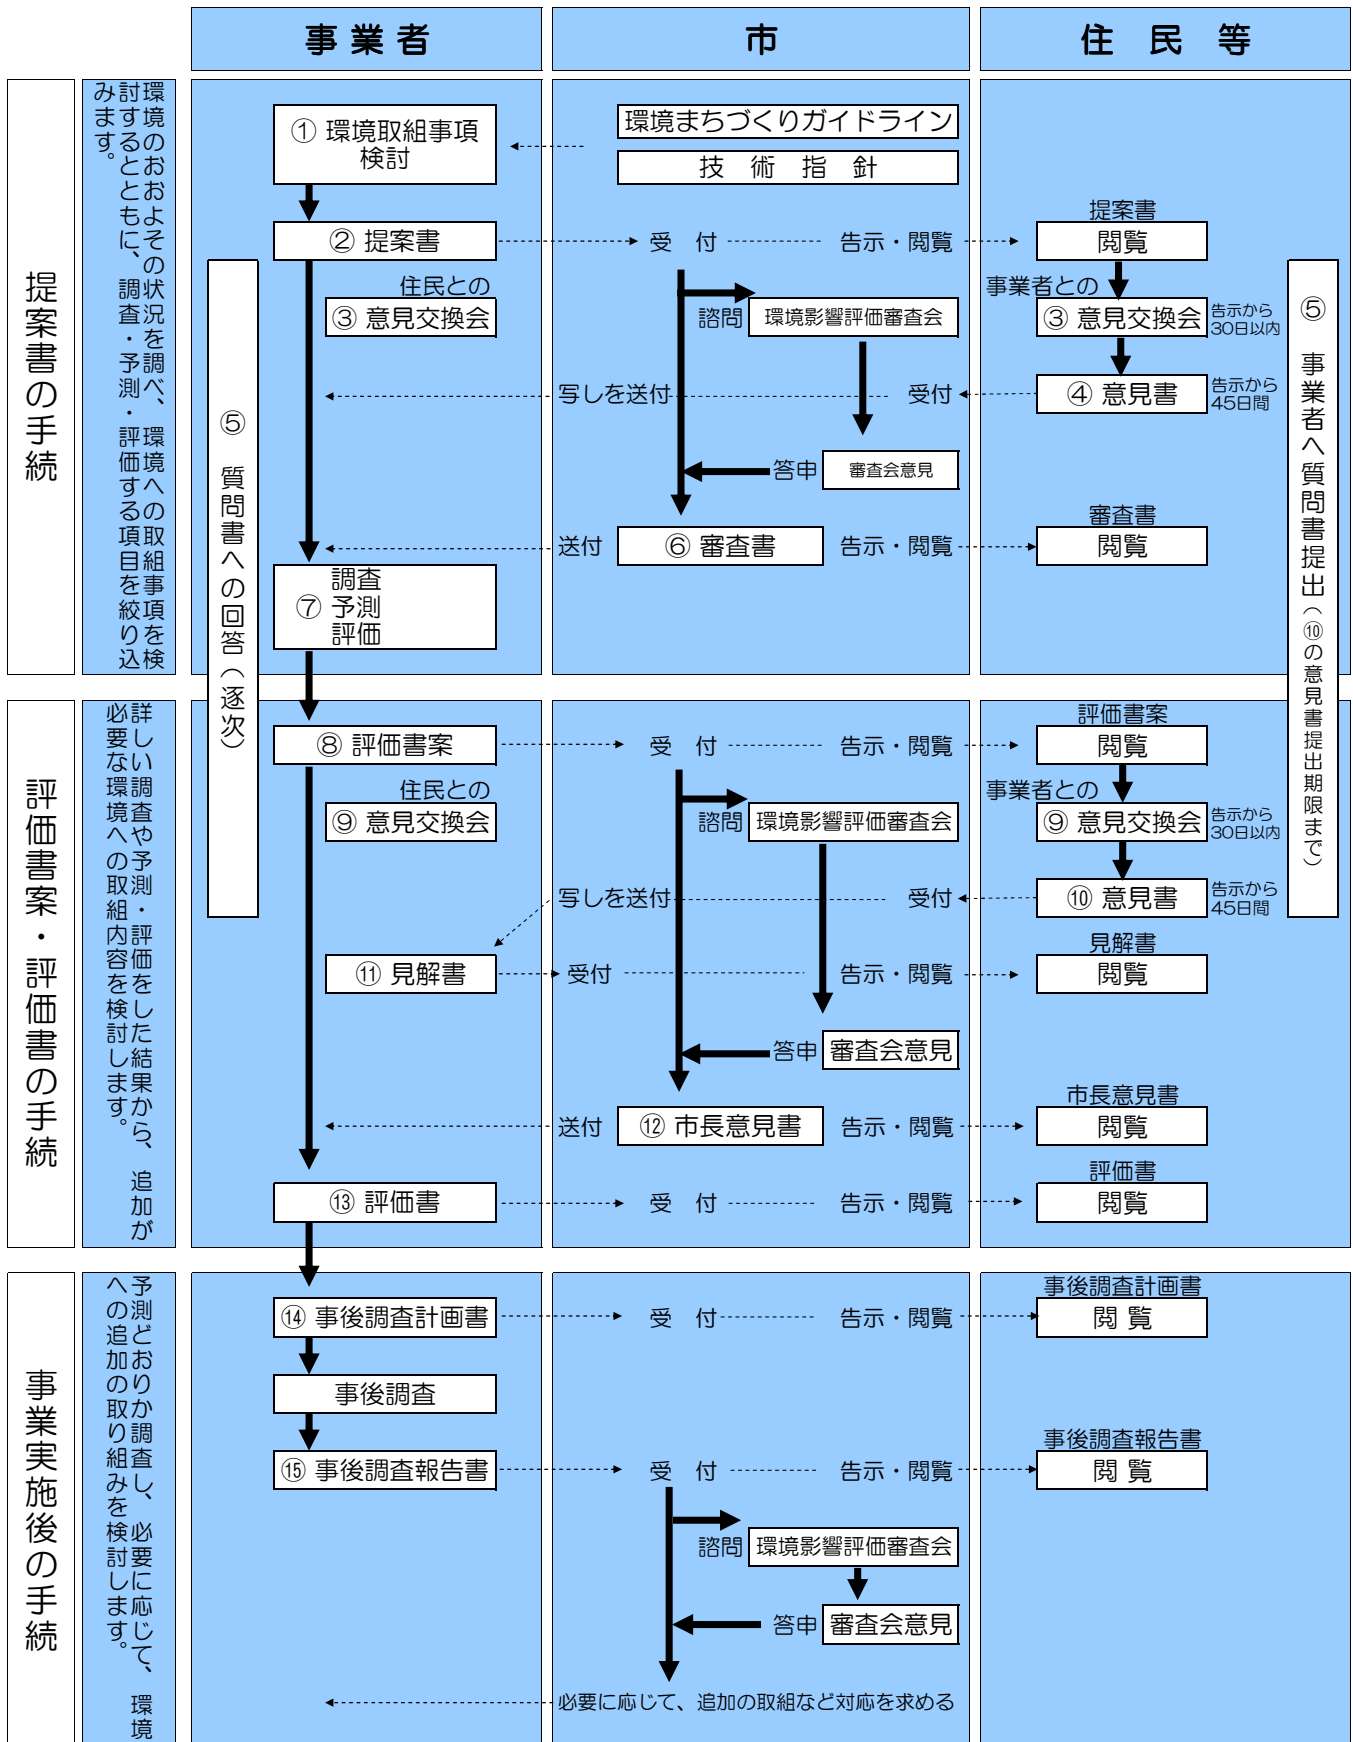 事業者
市
住民等
提案書の手続
環境のおおよその状況を調べ、環境への取組事項を検
討するとともに、調査・予測・評価する項目を絞り込
みます。
① 環境取組事項
検討
環境まちづくりガイドライン
技術指針
② 提案書
受付
告示・閲覧
提案書
閲覧
住民との
③ 意見交換会
諮問
環境影響評価審査会
事業者との
③ 意見交換会
告示から
30日以内
写しを送付
受付
④ 意見書
告示から
45日間
⑤ 質問書への回答（逐次）
⑤ 事業者へ質問書提出（⑩の意見書提出期限まで）
答申
審査会意見
送付
⑥ 審査書
告示・閲覧
審査書
閲覧
調査
⑦ 予測
評価
評価書案・評価書の手続
詳しい調査や予測・評価をした結果から、追加が
必要な環境への取組内容を検討します。
⑧ 評価書案
受付
告示・閲覧
評価書案
閲覧
住民との
⑨ 意見交換会
諮問
環境影響評価審査会
事業者との
⑨ 意見交換会
告示から
30日以内
写しを送付
受付
⑩ 意見書
告示から
45日間
⑪ 見解書
受付
告示・閲覧
見解書
閲覧
答申
審査会意見
送付
⑫ 市長意見書
告示・閲覧
市長意見書
閲覧
⑬ 評価書
受付
告示・閲覧
評価書
閲覧
事業実施後の手続
予測どおりか調査し、必要に応じて、環境
への追加の取り組みを検討します。
⑭ 事後調査計画書
受付
告示・閲覧
事後調査計画書
閲覧
事後調査
⑮ 事後調査報告書
受付
告示・閲覧
事後調査報告書
閲覧
諮問
環境影響評価審査会
答申
審査会意見
必要に応じて、追加の取組など対応を求める